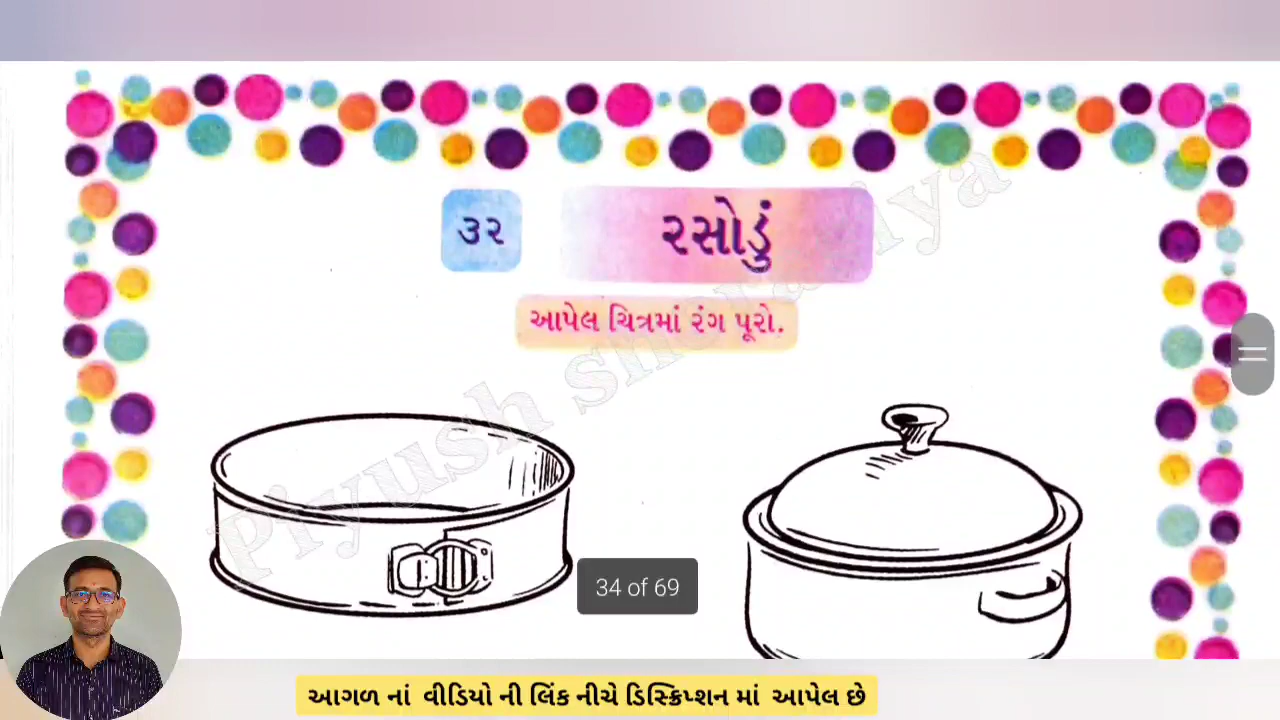 ૩૨
રસોડું
આપેલ ચિત્રમાં રંગ પૂરો.
34 of 69
આગળ નાં વીડિયો ની લિંક નીચે ડિસ્ક્રિપ્શન માં આપેલ છે